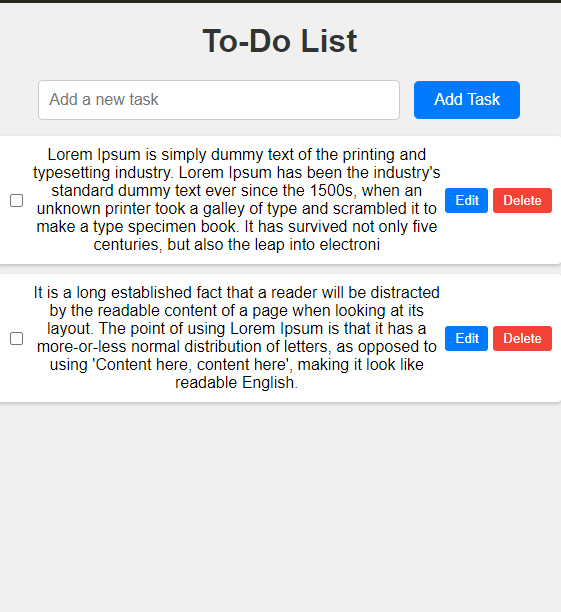 To-Do List
Add a new task
Add Task
Lorem Ipsum is simply dummy text of the printing and
typesetting industry. Lorem Ipsum has been the industry's
standard dummy text ever since the 1500s, when an
unknown printer took a galley of type and scrambled it to
make a type specimen book. It has survived not only five
centuries, but also the leap into electroni
Edit
Delete
It is a long established fact that a reader will be distracted
by the readable content of a page when looking at its
layout. The point of using Lorem Ipsum is that it has a
more-or-less normal distribution of letters, as opposed to
using 'Content here, content here', making it look like
readable English.
Edit
Delete